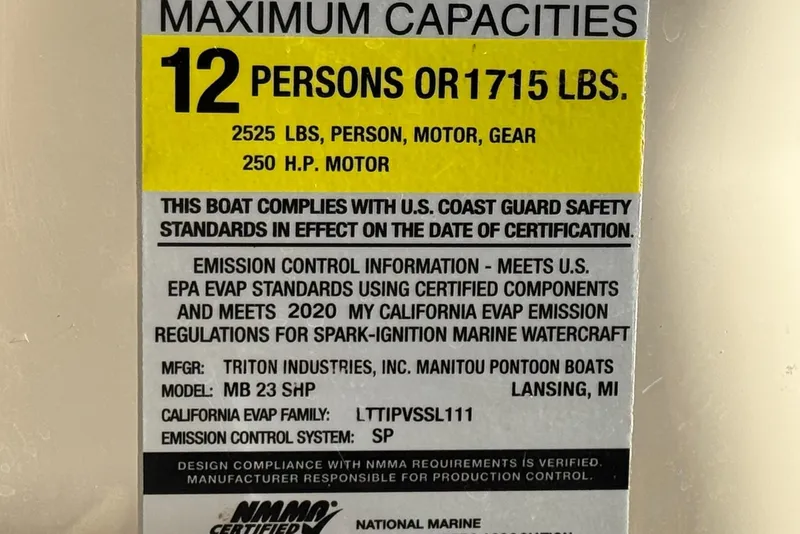 MAXIMUM CAPACITIES
12 PERSONS OR 1715 LBS.
2525 LBS, PERSON, MOTOR, GEAR
250 H.P. MOTOR
THIS BOAT COMPLIES WITH U.S. COAST GUARD SAFETY
STANDARDS IN EFFECT ON THE DATE OF CERTIFICATION.
EMISSION CONTROL INFORMATION - MEETS U.S.
EPA EVAP STANDARDS USING CERTIFIED COMPONENTS
AND MEETS 2020 MY CALIFORNIA EVAP EMISSION
REGULATIONS FOR SPARK-IGNITION MARINE WATERCRAFT
MFGR: TRITON INDUSTRIES, INC. MANITOU PONTOON BOATS
MODEL: MB 23 SHP LANSING, MI
CALIFORNIA EVAP FAMILY: LTTIPVSSL111
EMISSION CONTROL SYSTEM: SP
DESIGN COMPLIANCE WITH NMMA REQUIREMENTS IS VERIFIED.
MANUFACTURER RESPONSIBLE FOR PRODUCTION CONTROL.
NMMA
CERTIFIED
NATIONAL MARINE